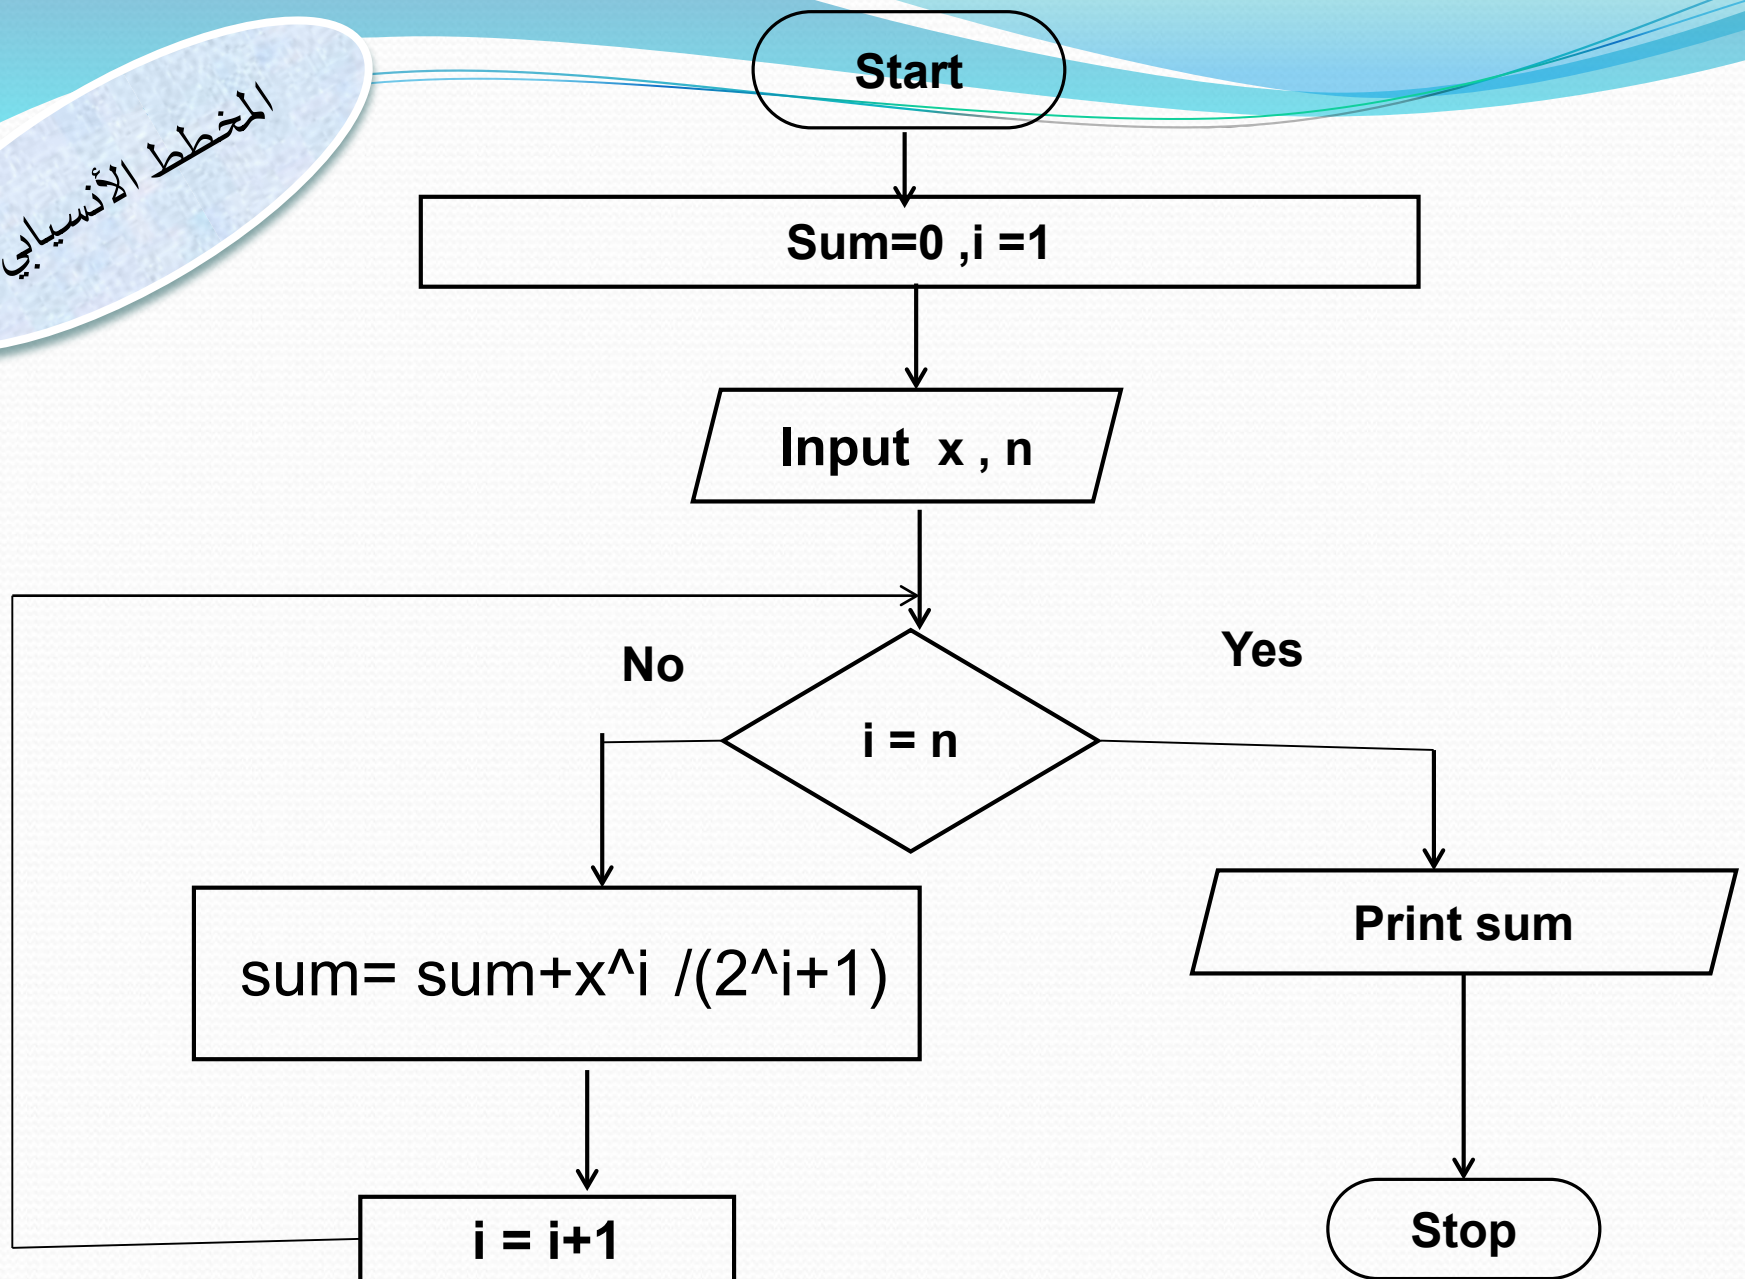 المخطط الأنسيابي
Start
Sum=0 ,i =1
Input x , n
No
Yes
i = n
sum= sum+x^i /(2^i+1)
Print sum
i = i+1
Stop